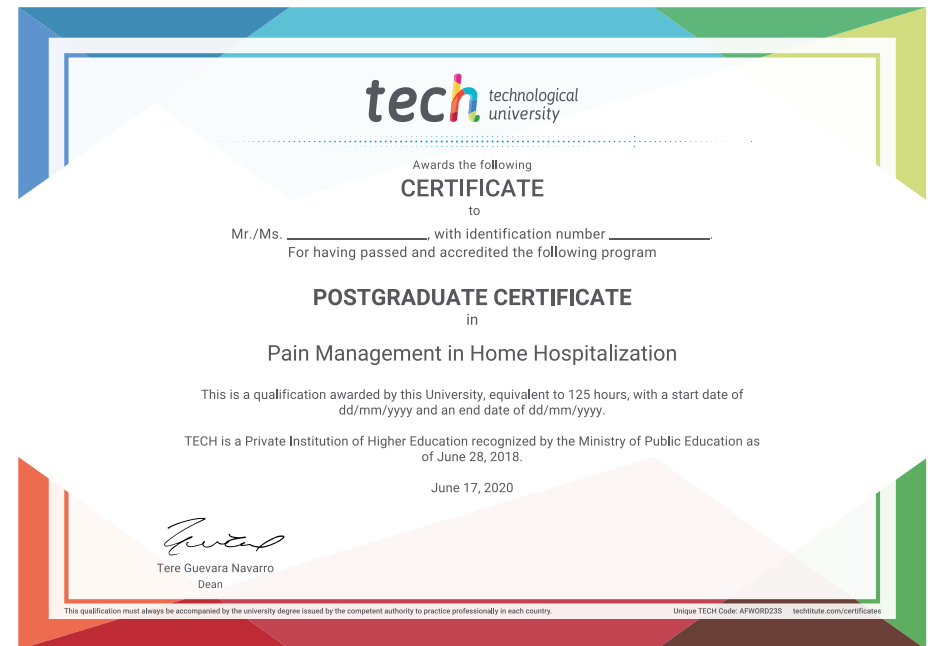 tech technological
university
Awards the following
CERTIFICATE
to
Mr./Ms. ____________________, with identification number ______________.
For having passed and accredited the following program
POSTGRADUATE CERTIFICATE
in
Pain Management in Home Hospitalization
This is a qualification awarded by this University, equivalent to 125 hours, with a start date of
dd/mm/yyyy and an end date of dd/mm/yyyy.
TECH is a Private Institution of Higher Education recognized by the Ministry of Public Education as
of June 28, 2018.
June 17, 2020
Tere Guevara Navarro
Dean
This qualification must always be accompanied by the university degree issued by the competent authority to practice professionally in each country. Unique TECH Code: AFWORD23S techtitute.com/certificates